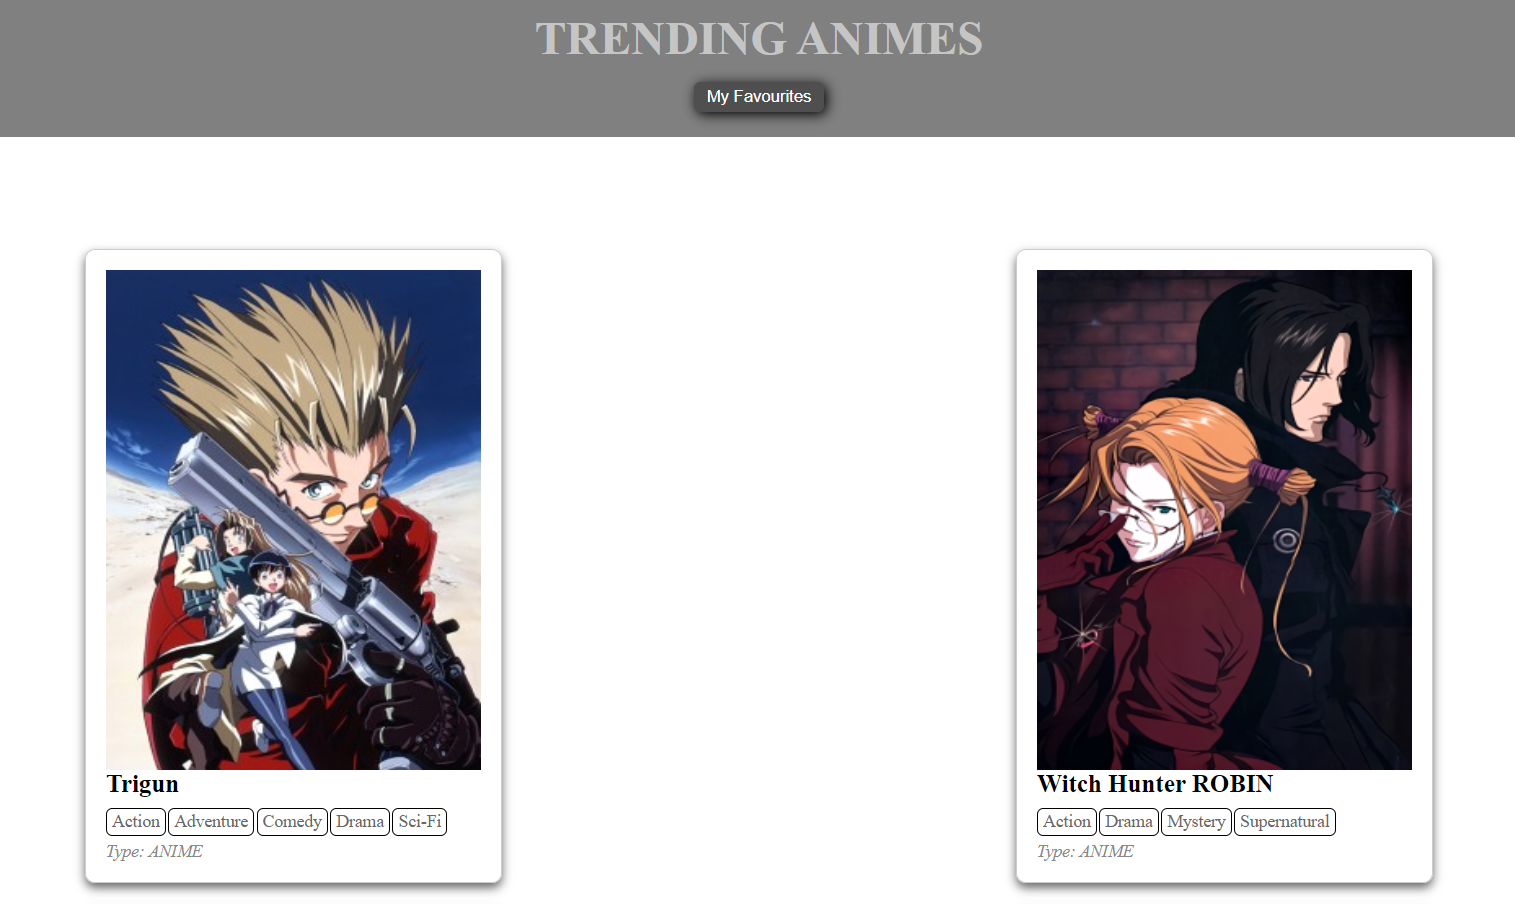 TRENDING ANIMES
My Favourites
Trigun
Action Adventure Comedy Drama Sci-Fi
Type: ANIME
Witch Hunter ROBIN
Action Drama Mystery Supernatural
Type: ANIME